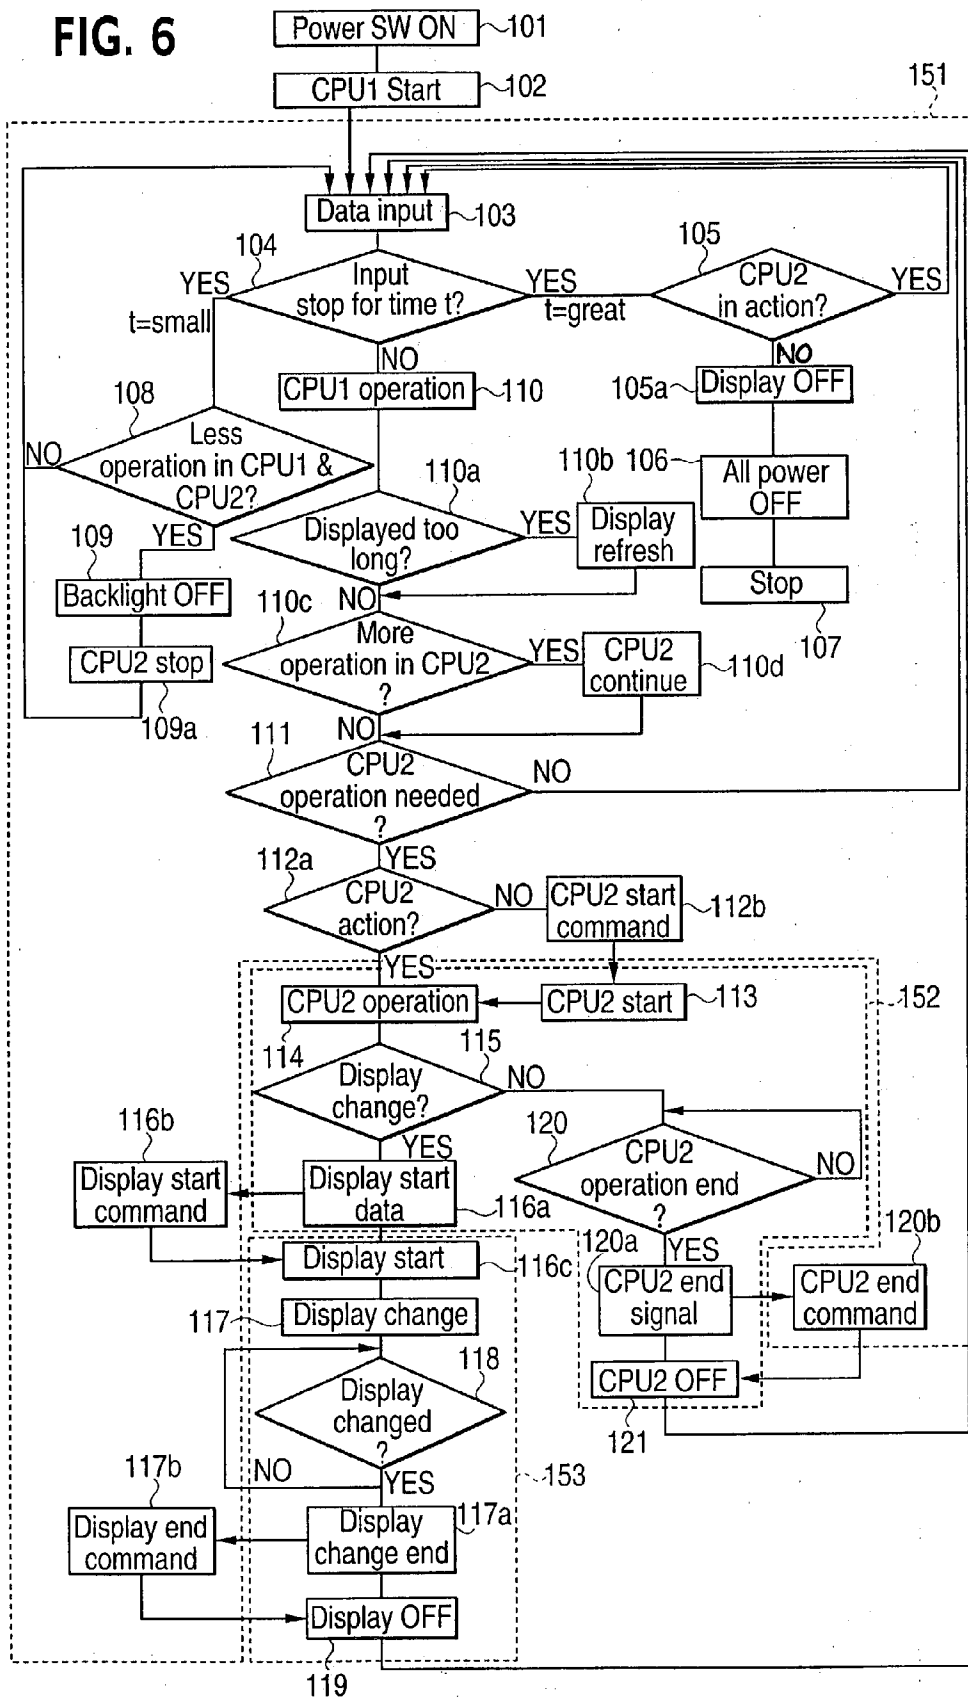 FIG. 6
Power SW ON
101
CPU1 Start
102
151
Data input
103
104
Input
stop for time t?
YES
t=small
YES
t=great
105
CPU2
in action?
YES
NO
NO
CPU1 operation
110
105a
Display OFF
108
Less
operation in CPU1 &
CPU2?
NO
YES
110a
Displayed too
long?
YES
110b
Display
refresh
106
All power
OFF
109
Backlight OFF
NO
Stop
107
110c
More
operation in CPU2
?
YES
CPU2
continue
110d
CPU2 stop
109a
NO
111
CPU2
operation needed
?
NO
YES
112a
CPU2
action?
NO
CPU2 start
command
112b
YES
CPU2 operation
114
CPU2 start
113
152
115
Display
change?
NO
YES
116b
Display start
command
Display start
data
116a
120
CPU2
operation end
?
NO
YES
Display start
116c
120a
CPU2 end
signal
120b
CPU2 end
command
117
Display change
CPU2 OFF
121
118
Display
changed
?
NO
YES
153
117b
Display end
command
Display
change end
117a
Display OFF
119